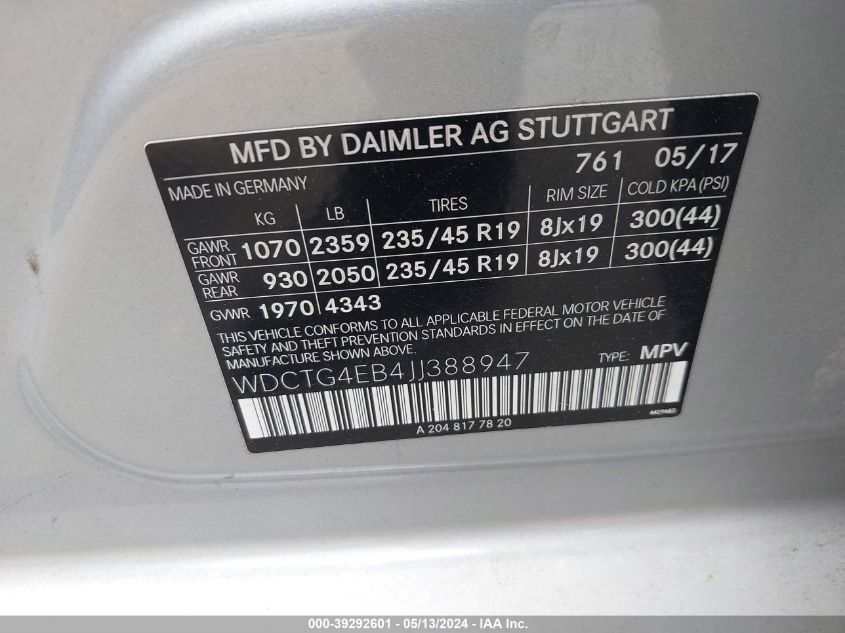 MFD BY DAIMLER AG STUTTGART
761 05/17
MADE IN GERMANY
KG LB TIRES RIM SIZE COLD KPA (PSI)
GAWR FRONT 1070 2359 235/45 R19 8Jx19 300(44)
GAWR REAR 930 2050 235/45 R19 8Jx19 300(44)
GVWR 1970 4343
THIS VEHICLE CONFORMS TO ALL APPLICABLE FEDERAL MOTOR VEHICLE
SAFETY AND THEFT PREVENTION STANDARDS IN EFFECT ON THE DATE OF
MANUFACTURE SHOWN ABOVE.
WDCTG4EB4JJ388947 TYPE: MPV
A 204 817 78 20
000-39292601 - 05/13/2024 - IAA Inc.